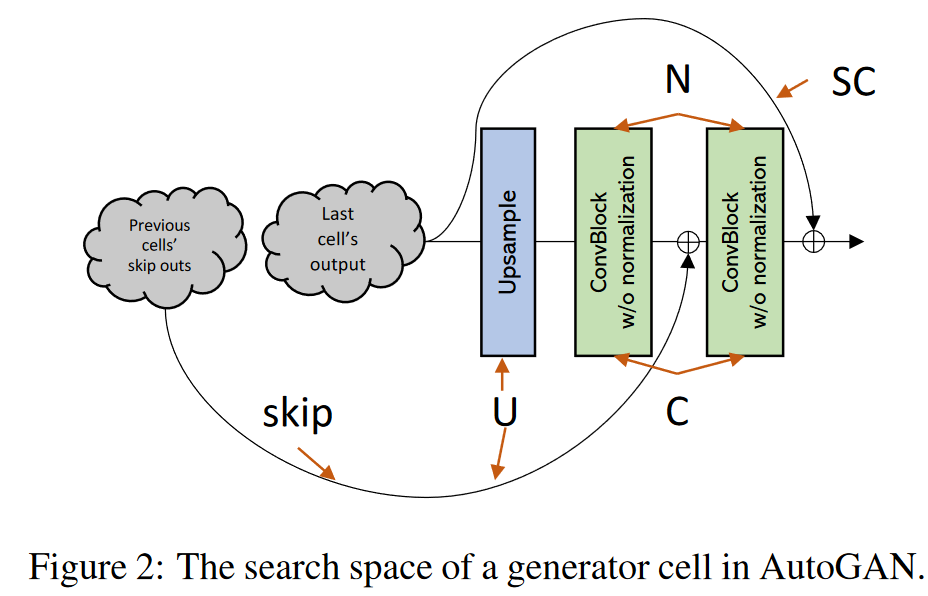 N
SC
Previous
cells'
skip outs
Last
cell's
output
Upsample
ConvBlock
w/o normalization
ConvBlock
w/o normalization
skip
U
C
Figure 2: The search space of a generator cell in AutoGAN.